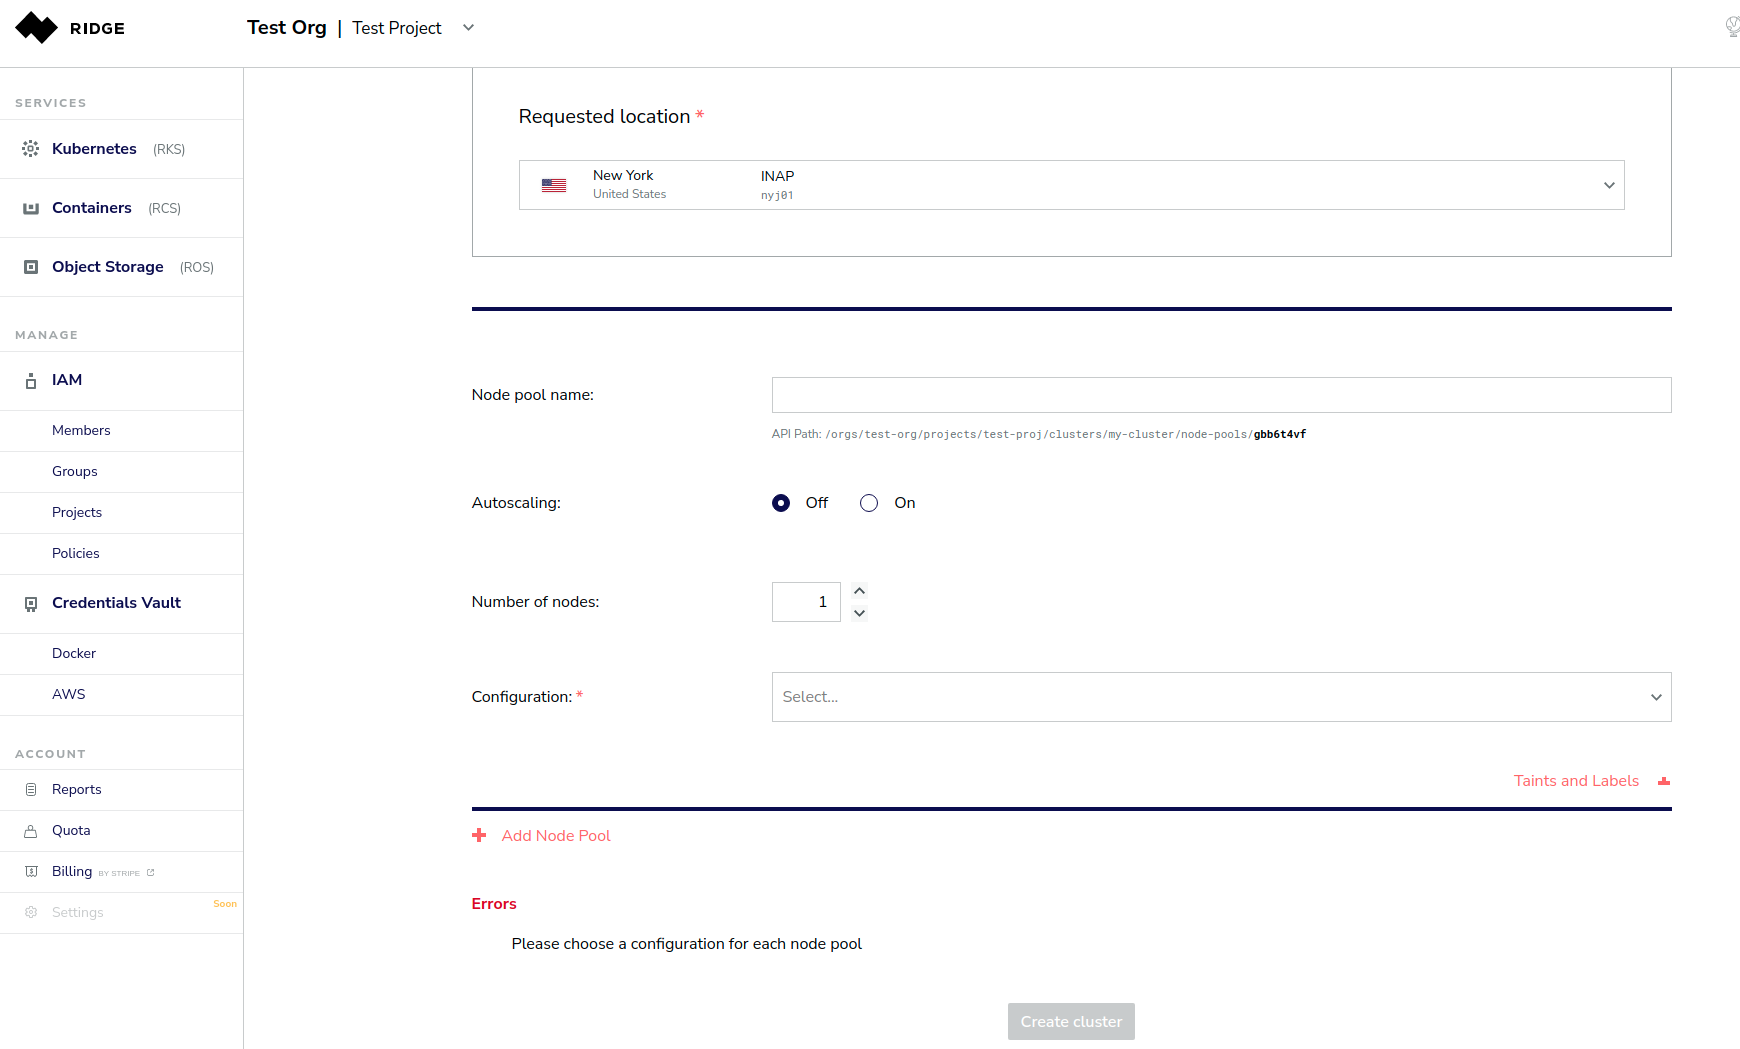 RIDGE
Test Org | Test Project
SERVICES
Kubernetes (RKS)
Containers (RCS)
Object Storage (ROS)
MANAGE
IAM
Members
Groups
Projects
Policies
Credentials Vault
Docker
AWS
ACCOUNT
Reports
Quota
Billing BY STRIPE
Settings Soon
Requested location *
New York
United States
INAP
nyj01
Node pool name:
API Path: /orgs/test-org/projects/test-proj/clusters/my-cluster/node-pools/gbb6t4vf
Autoscaling: Off On
Number of nodes: 1
Configuration: * Select...
Taints and Labels
Add Node Pool
Errors
Please choose a configuration for each node pool
Create cluster